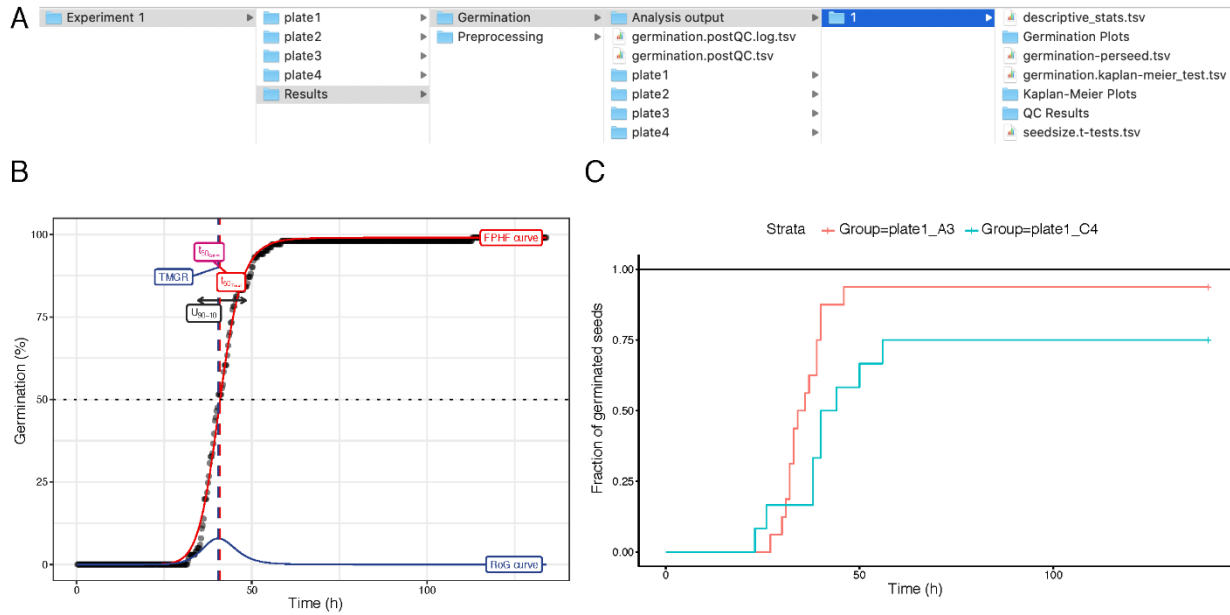 A
Experiment 1
plate1
plate2
plate3
plate4
Results
Germination
Preprocessing
Analysis output
germination.postQC.log.tsv
germination.postQC.tsv
plate1
plate2
plate3
plate4
1
descriptive_stats.tsv
Germination Plots
germination-perseed.tsv
germination.kaplan-meier_test.tsv
Kaplan-Meier Plots
QC Results
seedsize.t-tests.tsv
B
Germination (%)
100
75
50
25
0
TMGR
U90-10
FPHF curve
RoG curve
0
50
100
Time (h)
C
Strata
Group=plate1_A3
Group=plate1_C4
Fraction of germinated seeds
1.00
0.75
0.50
0.25
0.00
0
50
100
Time (h)